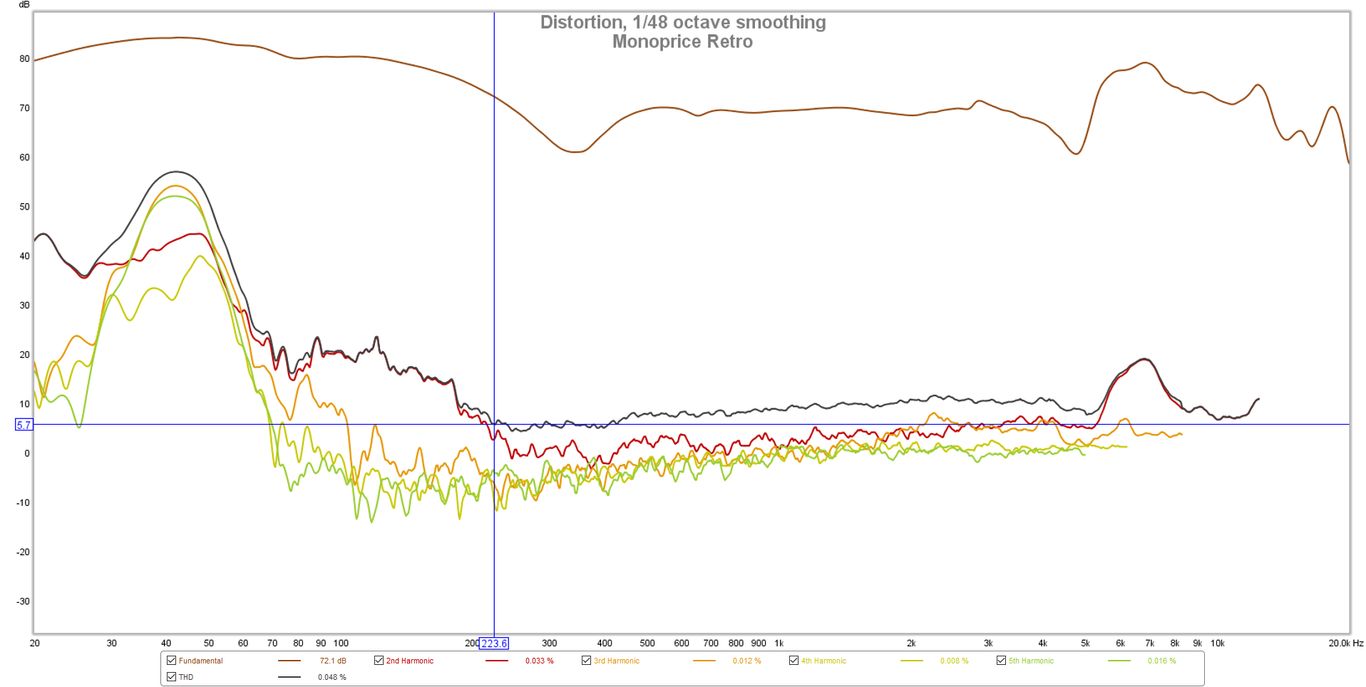 dB
Distortion, 1/48 octave smoothing
Monoprice Retro
80
70
60
50
40
30
20
10
5.7
0
-10
-20
-30
20 30 40 50 60 70 80 90 100 200 223.6 300 400 500 600 700 800 900 1k 2k 3k 4k 5k 6k 7k 8k 9k 10k 20.0k Hz
Fundamental 72.1 dB 2nd Harmonic 0.033 % 3rd Harmonic 0.012 % 4th Harmonic 0.008 % 5th Harmonic 0.016 %
THD 0.048 %